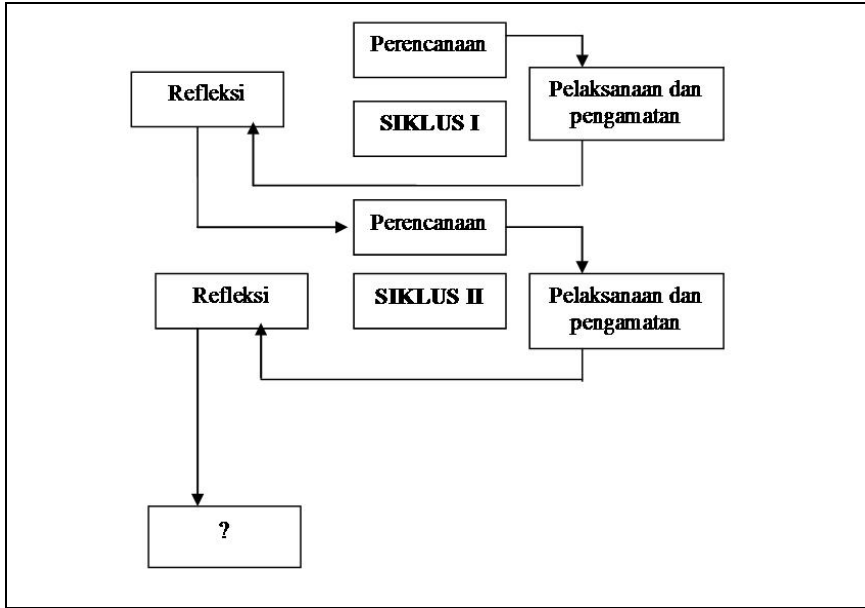 Perencanaan
Refleksi
Pelaksanaan dan
pengamatan
SIKLUS I
Perencanaan
Refleksi
SIKLUS II
Pelaksanaan dan
pengamatan
?